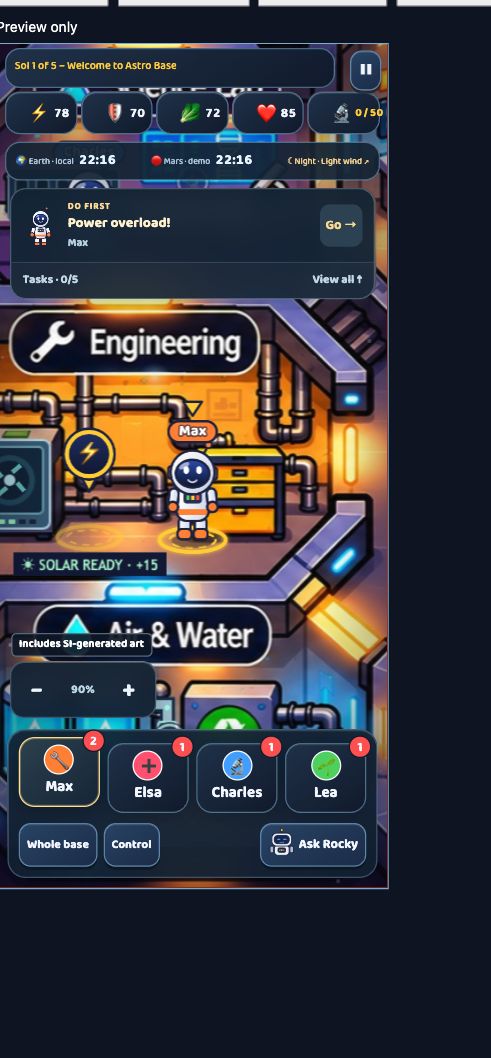 Preview only
Sol 1 of 5 – Welcome to Astro Base
78
70
72
85
0/50
Earth · local 22:16
Mars · demo 22:16
Night · Light wind ↗
DO FIRST
Power overload!
Max
Go →
Tasks · 0/5
View all ↑
Engineering
Max
SOLAR READY · +15
Air & Water
Includes SI-generated art
− 90% +
2
1
1
1
Max
Elsa
Charles
Lea
Whole base
Control
Ask Rocky